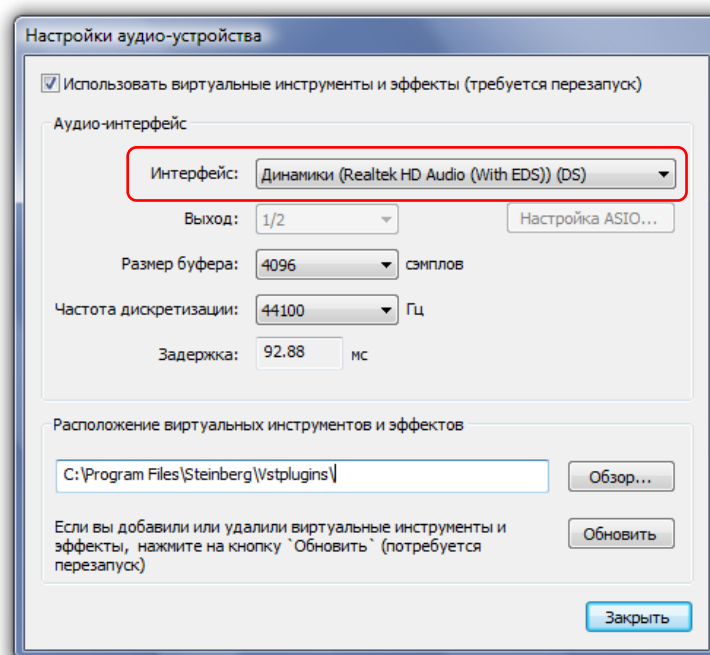 Настройки аудио-устройства
Использовать виртуальные инструменты и эффекты (требуется перезапуск)
Аудио-интерфейс
Интерфейс: Динамики (Realtek HD Audio (With EDS)) (DS)
Выход: 1/2 Настройка ASIO...
Размер буфера: 4096 сэмплов
Частота дискретизации: 44100 Гц
Задержка: 92.88 мс
Расположение виртуальных инструментов и эффектов
C:\Program Files\Steinberg\Vstplugins\
Обзор...
Если вы добавили или удалили виртуальные инструменты и
эффекты, нажмите на кнопку `Обновить` (потребуется
перезапуск)
Обновить
Закрыть